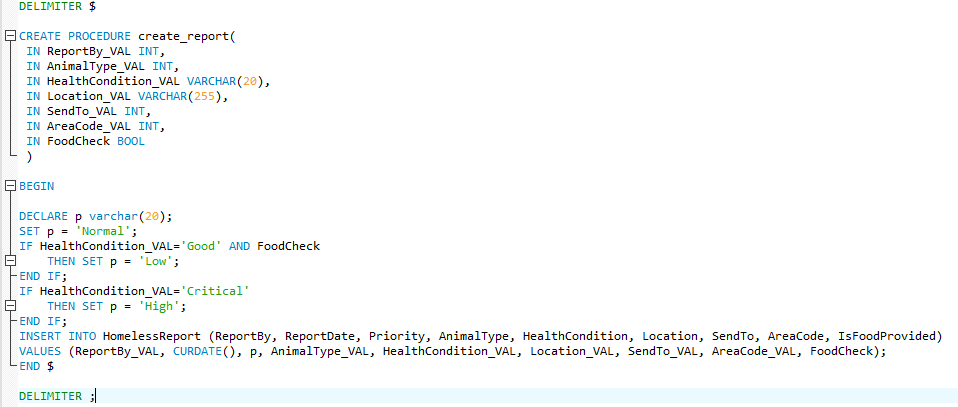 DELIMITER $
CREATE PROCEDURE create_report(
IN ReportBy_VAL INT,
IN AnimalType_VAL INT,
IN HealthCondition_VAL VARCHAR(20),
IN Location_VAL VARCHAR(255),
IN SendTo_VAL INT,
IN AreaCode_VAL INT,
IN FoodCheck BOOL
)
BEGIN
DECLARE p varchar(20);
SET p = 'Normal';
IF HealthCondition_VAL='Good' AND FoodCheck
THEN SET p = 'Low';
END IF;
IF HealthCondition_VAL='Critical'
THEN SET p = 'High';
END IF;
INSERT INTO HomelessReport (ReportBy, ReportDate, Priority, AnimalType, HealthCondition, Location, SendTo, AreaCode, IsFoodProvided)
VALUES (ReportBy_VAL, CURDATE(), p, AnimalType_VAL, HealthCondition_VAL, Location_VAL, SendTo_VAL, AreaCode_VAL, FoodCheck);
END $
DELIMITER ;